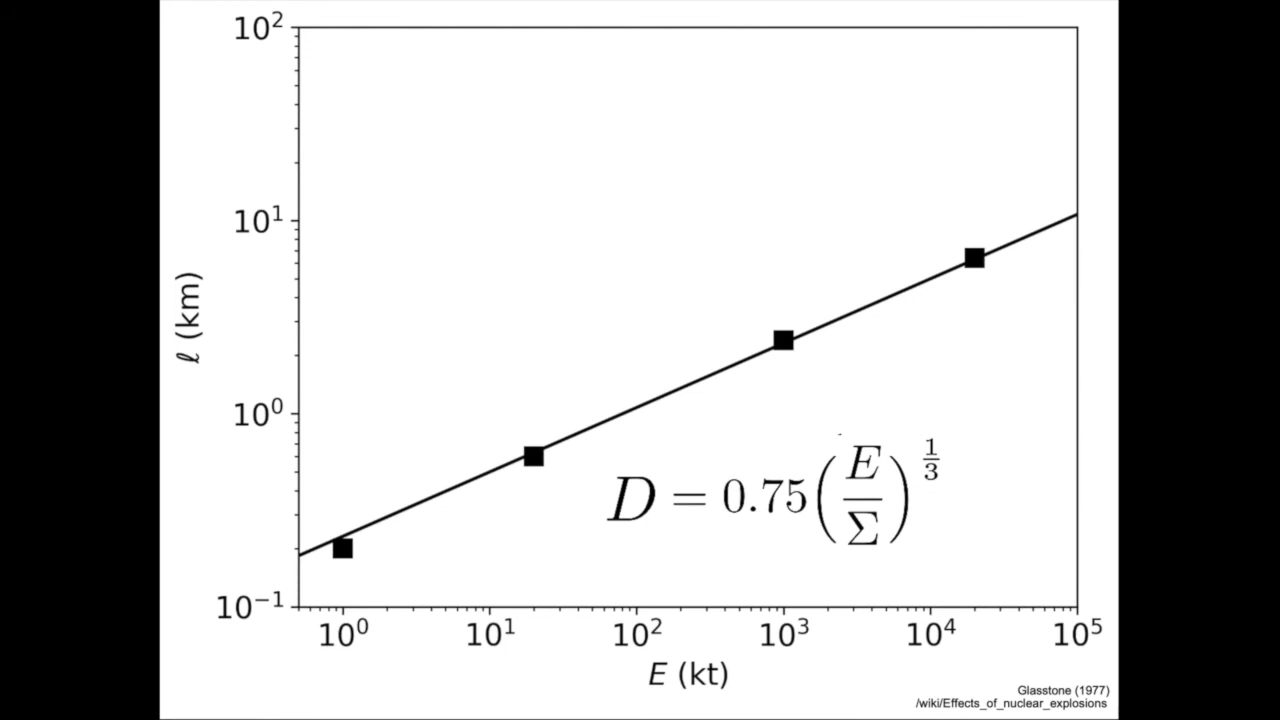 10²
10¹
10⁰
10⁻¹
ℓ (km)
D = 0.75(E/Σ)^(1/3)
10⁰ 10¹ 10² 10³ 10⁴ 10⁵
E (kt)
Glasstone (1977)
/wiki/Effects_of_nuclear_explosions